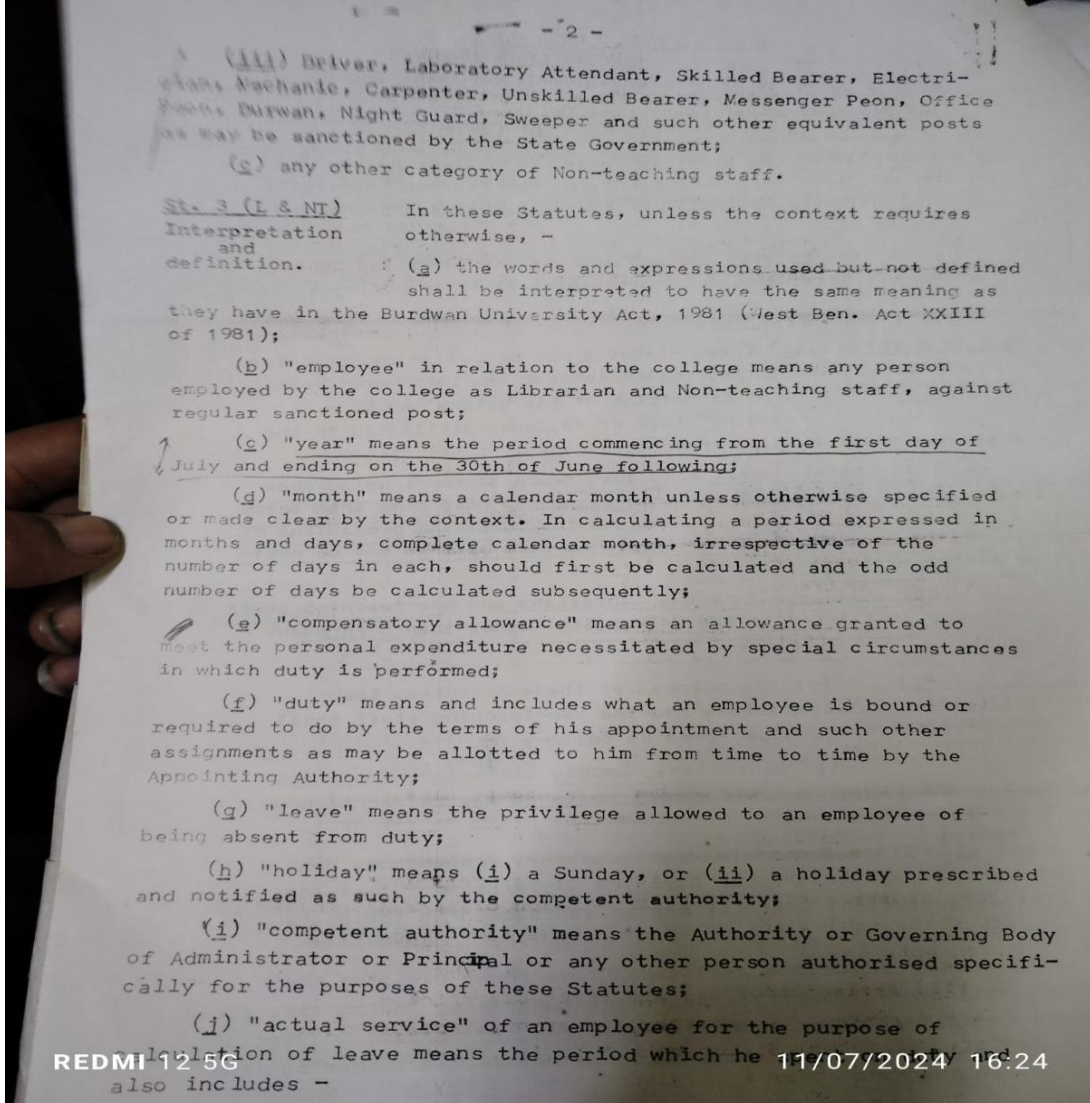 - 2 -
(iii) Driver, Laboratory Attendant, Skilled Bearer, Electri-
cian, Mechanic, Carpenter, Unskilled Bearer, Messenger Peon, Office
Peon, Durwan, Night Guard, Sweeper and such other equivalent posts
as may be sanctioned by the State Government;
(c) any other category of Non-teaching staff.
St. 3 (L & NT) In these Statutes, unless the context requires
Interpretation otherwise, -
and
definition. (a) the words and expressions used but not defined
shall be interpreted to have the same meaning as
they have in the Burdwan University Act, 1981 (West Ben. Act XXIII
of 1981);
(b) "employee" in relation to the college means any person
employed by the college as Librarian and Non-teaching staff, against
regular sanctioned post;
(c) "year" means the period commencing from the first day of
July and ending on the 30th of June following;
(d) "month" means a calendar month unless otherwise specified
or made clear by the context. In calculating a period expressed in
months and days, complete calendar month, irrespective of the
number of days in each, should first be calculated and the odd
number of days be calculated subsequently;
(e) "compensatory allowance" means an allowance granted to
meet the personal expenditure necessitated by special circumstances
in which duty is performed;
(f) "duty" means and includes what an employee is bound or
required to do by the terms of his appointment and such other
assignments as may be allotted to him from time to time by the
Appointing Authority;
(g) "leave" means the privilege allowed to an employee of
being absent from duty;
(h) "holiday" means (i) a Sunday, or (ii) a holiday prescribed
and notified as such by the competent authority;
(i) "competent authority" means the Authority or Governing Body
of Administrator or Principal or any other person authorised specifi-
cally for the purposes of these Statutes;
(j) "actual service" of an employee for the purpose of
calculation of leave means the period which he spent on duty and
also includes -
REDMI 12 5G
11/07/2024 16:24